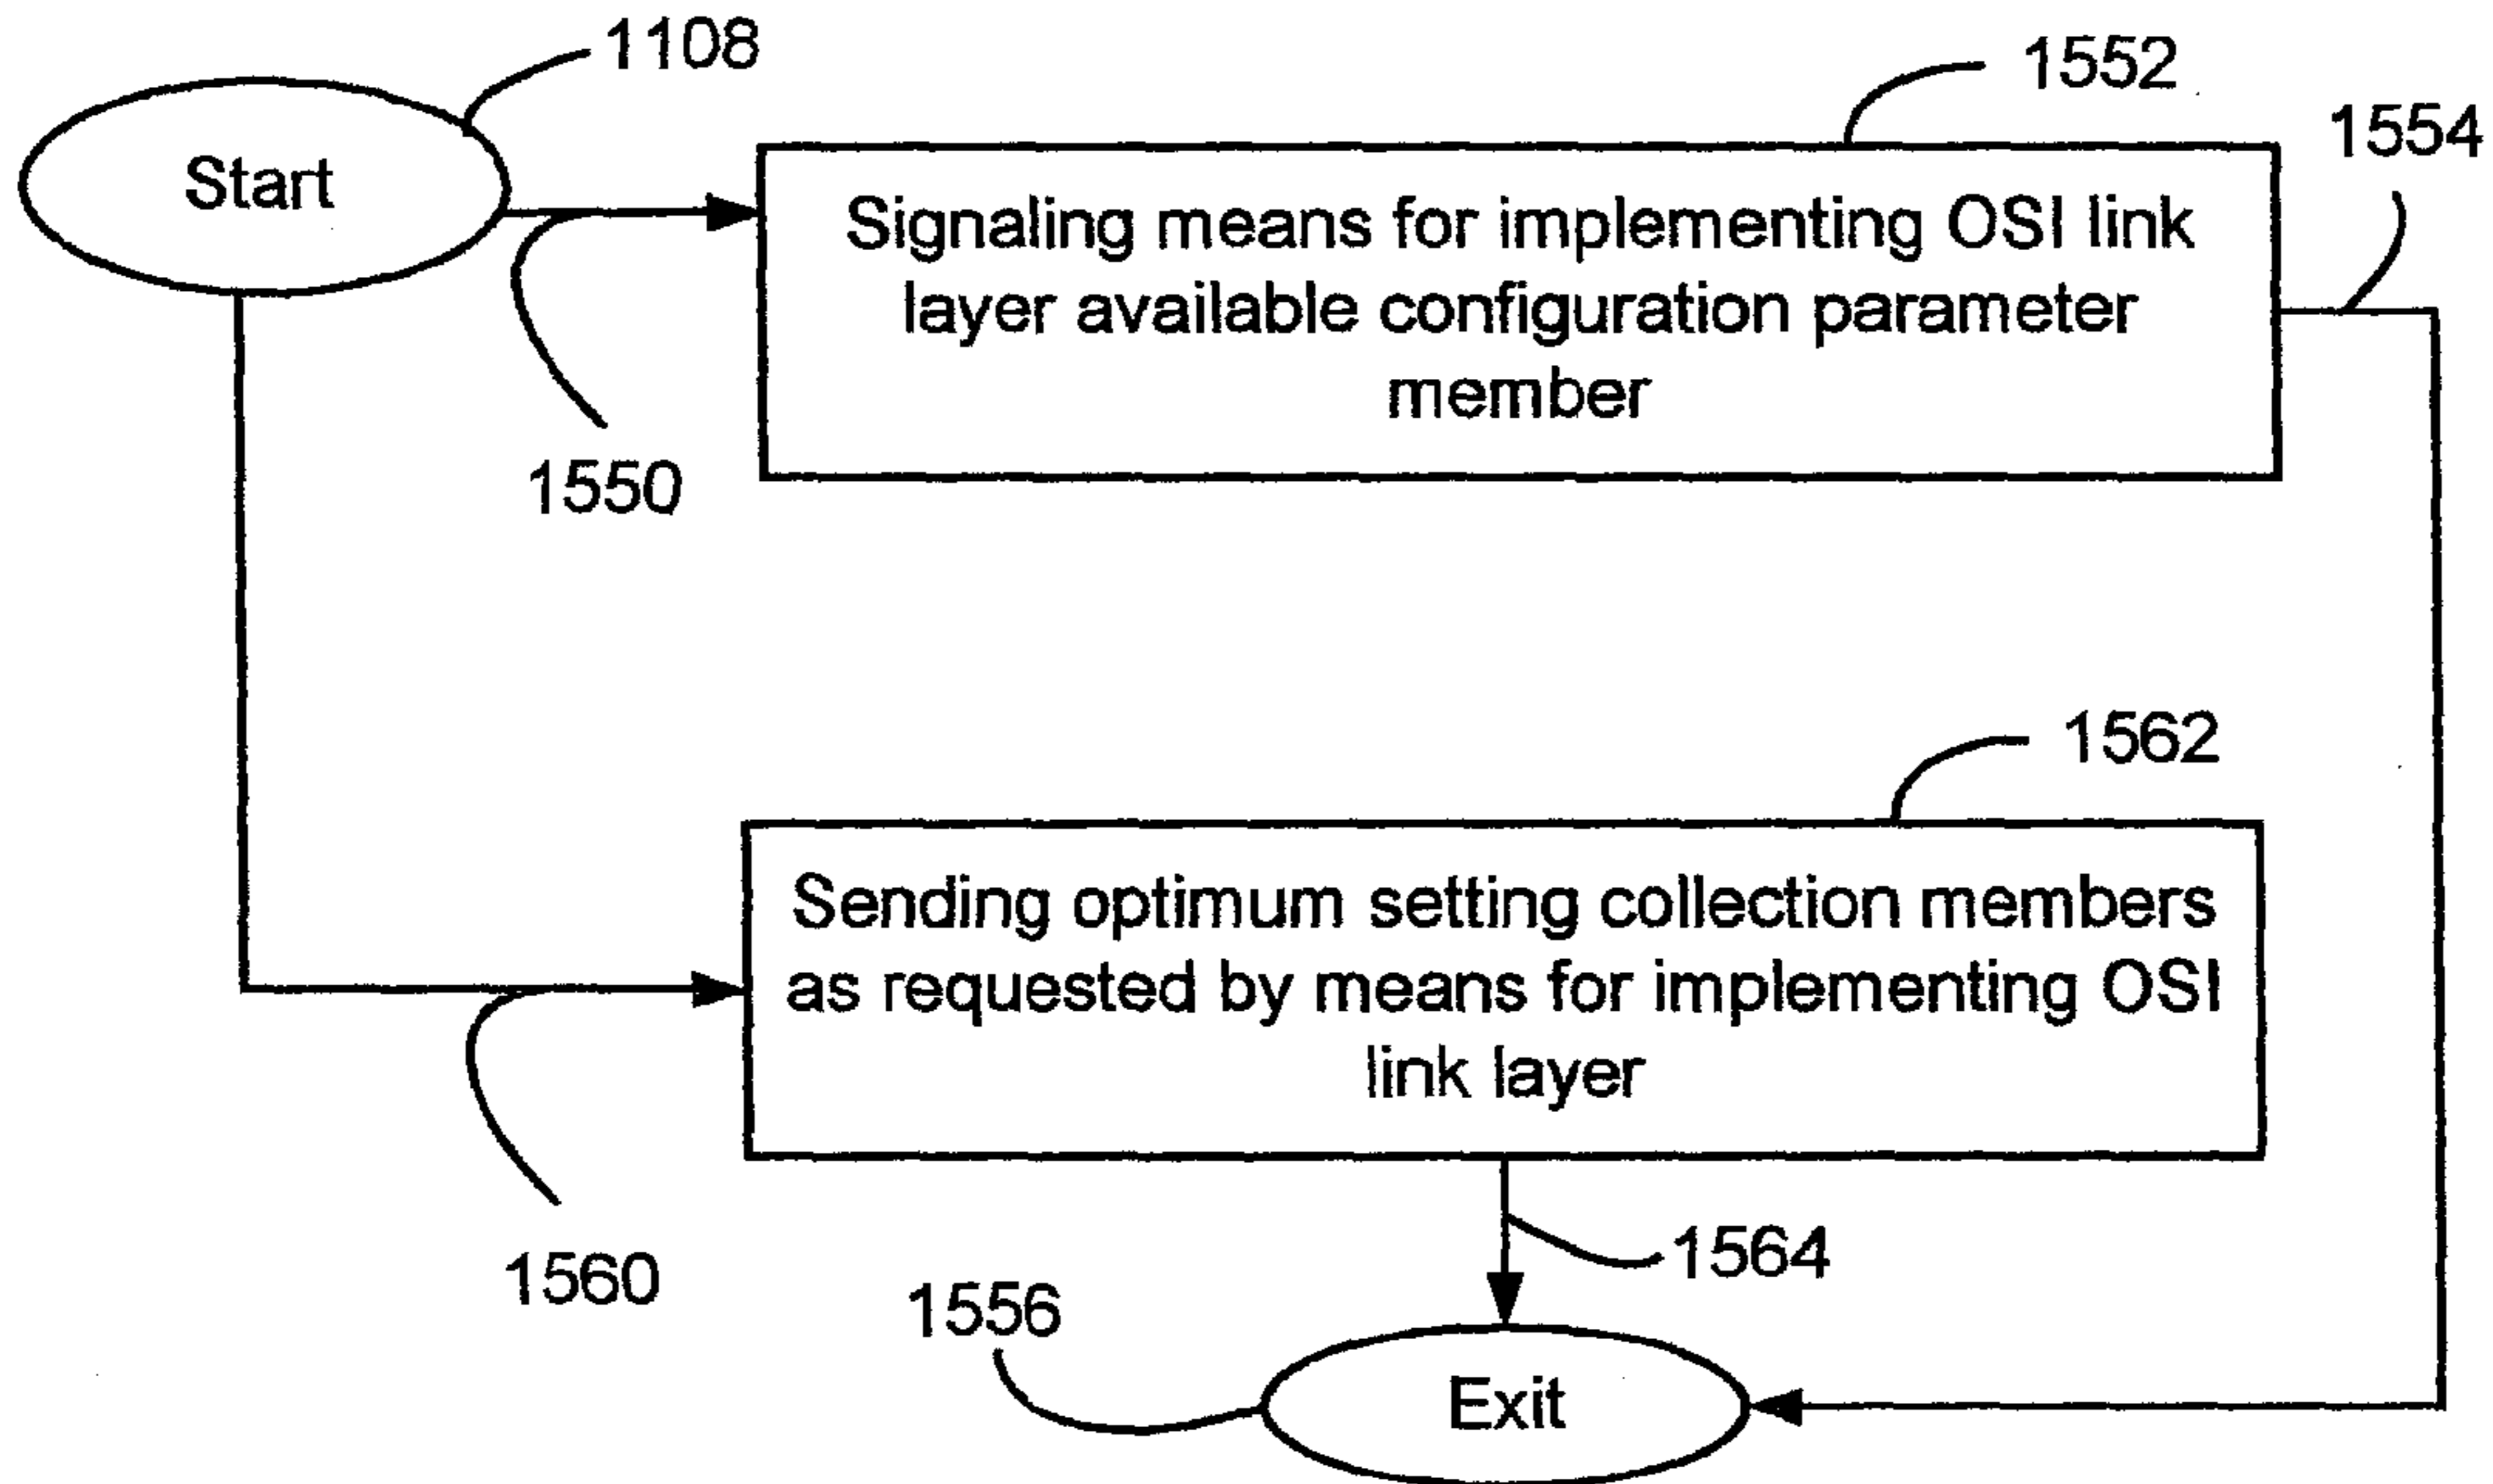 1108
1552
1554
Start
Signaling means for implementing OSI link
layer available configuration parameter
member
1550
1562
Sending optimum setting collection members
as requested by means for implementing OSI
link layer
1560
1564
1556
Exit